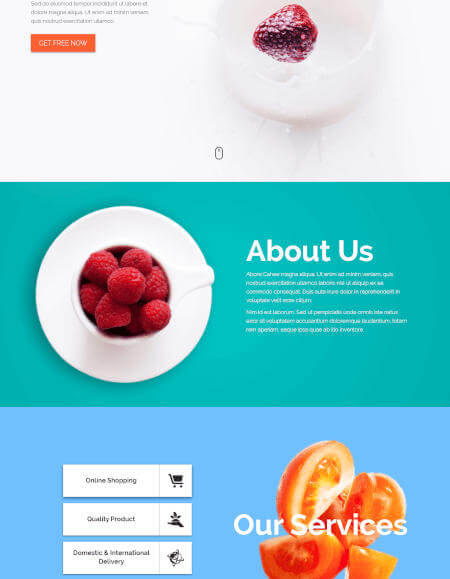 Sed do eiusmod tempor incididunt ut labore et
dolore magna aliqua. Ut enim ad minim veniam,
quis nostrud exercitation ullamco.
GET FREE NOW
About Us
Above Cahee magna aliqua. Ut enim ad minim veniam, quis
nostrud exercitation ullamco laboris nisi ut aliquip ex ea
commodo consequat. Duis aute irure dolor in reprehenderit in
voluptate velit esse cillum.
Nim id est laborum. Sed ut perspiciatis unde omnis iste natus
error sit voluptatem accusantium doloremque laudantium, totam
rem aperiam, eaque ipsa quae ab illo inventore.
Online Shopping
Quality Product
Our Services
Domestic & International
Delivery